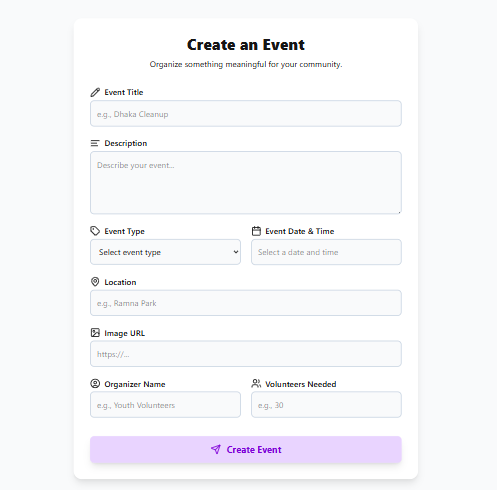 Create an Event
Organize something meaningful for your community.
Event Title
e.g., Dhaka Cleanup
Description
Describe your event...
Event Type
Event Date & Time
Select event type
Select a date and time
Location
e.g., Ramna Park
Image URL
https://...
Organizer Name
Volunteers Needed
e.g., Youth Volunteers
e.g., 30
Create Event